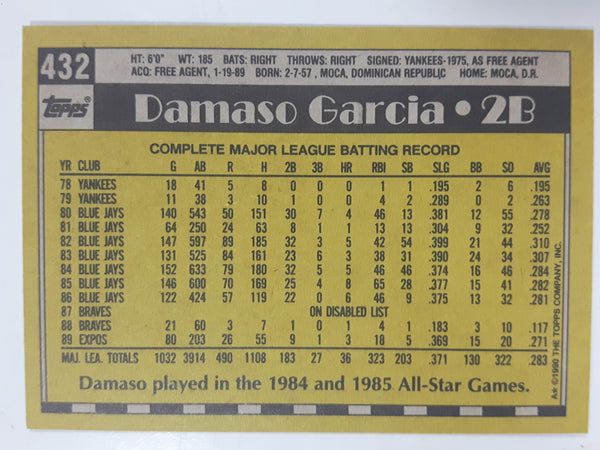 432
HT: 6'0" WT: 185 BATS: RIGHT THROWS: RIGHT SIGNED: YANKEES-1975, AS FREE AGENT
ACQ: FREE AGENT, 1-19-89 BORN: 2-7-57, MOCA, DOMINICAN REPUBLIC HOME: MOCA, D.R.
TOPPS®
Damaso Garcia • 2B
COMPLETE MAJOR LEAGUE BATTING RECORD
YR CLUB G AB R H 2B 3B HR RBI SB SLG BB SO AVG
78 YANKEES 18 41 5 8 0 0 0 1 1 .195 2 6 .195
79 YANKEES 11 38 3 10 1 0 0 4 2 .289 0 2 .263
80 BLUE JAYS 140 543 50 151 30 7 4 46 13 .381 12 55 .278
81 BLUE JAYS 64 250 24 63 8 1 1 13 13 .304 9 32 .252
82 BLUE JAYS 147 597 89 185 32 3 5 42 54 .399 21 44 .310
83 BLUE JAYS 131 525 84 161 23 6 3 38 31 .390 24 34 .307
84 BLUE JAYS 152 633 79 180 32 5 5 46 46 .374 16 46 .284
85 BLUE JAYS 146 600 70 169 25 4 8 65 28 .377 15 41 .282
86 BLUE JAYS 122 424 57 119 22 0 6 46 9 .375 13 32 .281
87 BRAVES ON DISABLED LIST
88 BRAVES 21 60 3 7 1 0 1 4 1 .183 3 10 .117
89 EXPOS 80 203 26 55 9 1 3 18 5 .369 15 20 .271
MAJ. LEA. TOTALS 1032 3914 490 1108 183 27 36 323 203 .371 130 322 .283
Damaso played in the 1984 and 1985 All-Star Games.
A* ©1990 THE TOPPS COMPANY, INC.